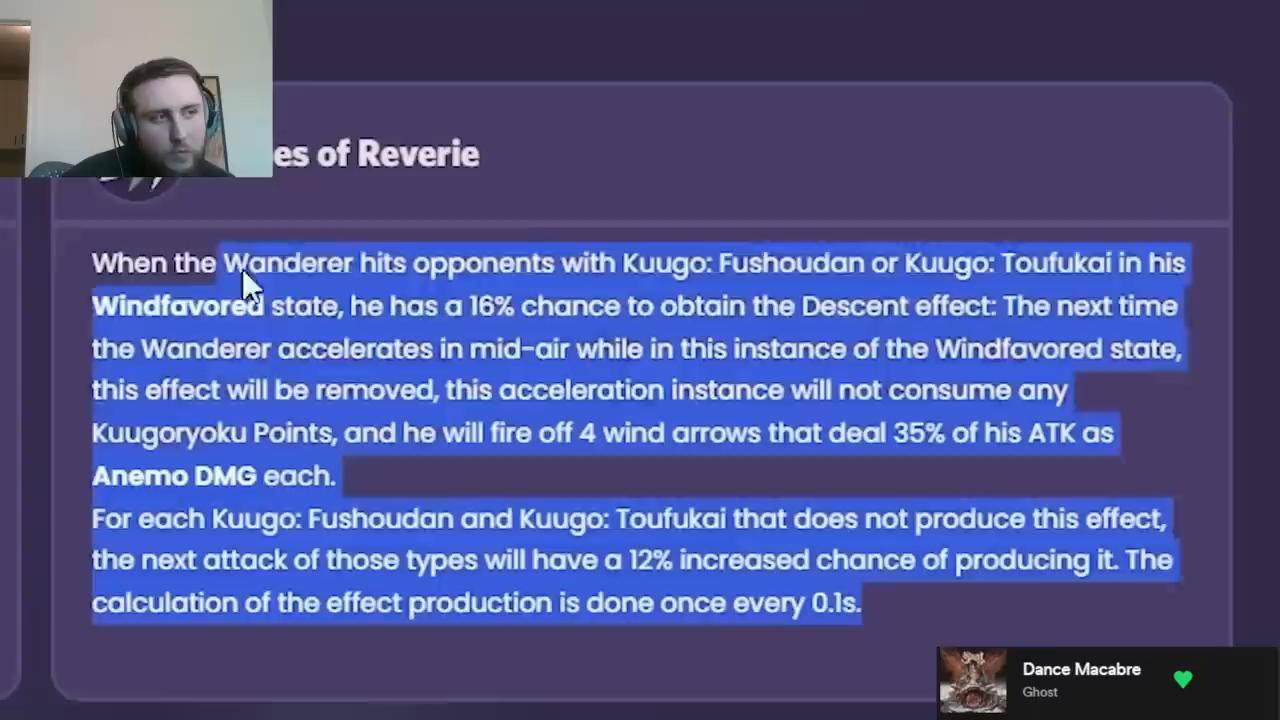 es of Reverie
When the Wanderer hits opponents with Kuugo: Fushoudan or Kuugo: Toufukai in his
Windfavored state, he has a 16% chance to obtain the Descent effect: The next time
the Wanderer accelerates in mid-air while in this instance of the Windfavored state,
this effect will be removed, this acceleration instance will not consume any
Kuugoryoku Points, and he will fire off 4 wind arrows that deal 35% of his ATK as
Anemo DMG each.
For each Kuugo: Fushoudan and Kuugo: Toufukai that does not produce this effect,
the next attack of those types will have a 12% increased chance of producing it. The
calculation of the effect production is done once every 0.1s.
Dance Macabre
Ghost